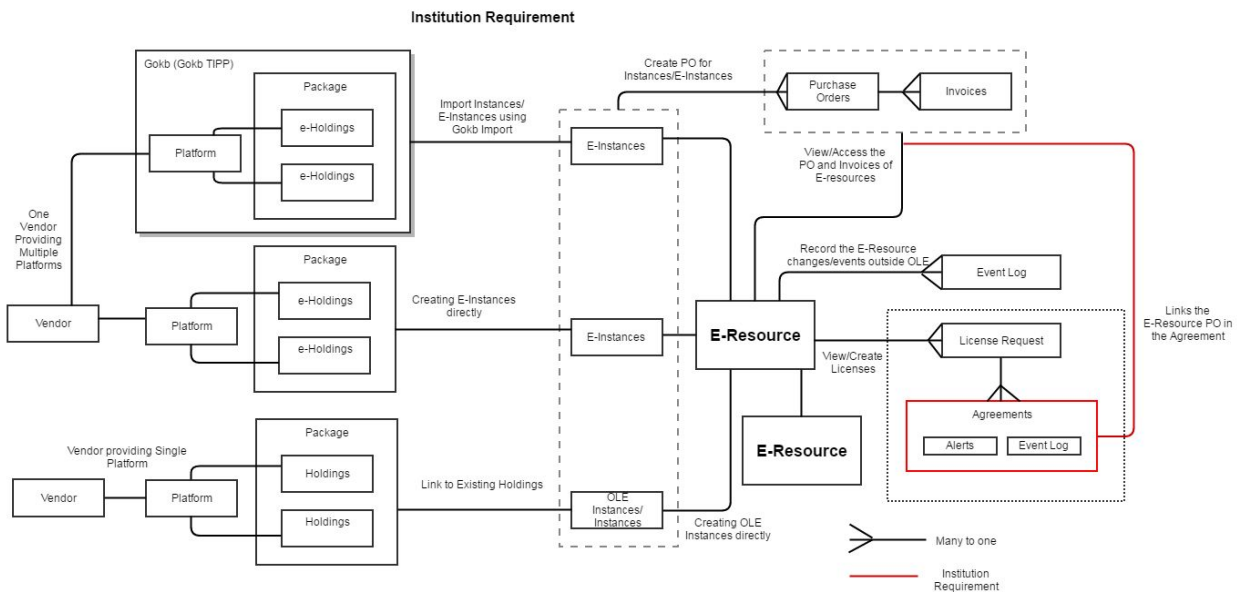 Institution Requirement
Gokb (Gokb TIPP)
Package
e-Holdings
Platform
e-Holdings
One
Vendor
Providing
Multiple
Platforms
Import Instances/
E-Instances using
Gokb Import
Create PO for
Instances/E-Instances
Purchase
Orders
Invoices
E-Instances
View/Access the
PO and Invoices of
E-resources
Package
e-Holdings
Vendor
Platform
e-Holdings
Creating E-Instances
directly
E-Instances
Record the E-Resource
changes/events outside OLE
Event Log
E-Resource
View/Create
Licenses
License Request
Links the
E-Resource PO in
the Agreement
Agreements
Alerts
Event Log
E-Resource
Vendor providing Single
Platform
Package
Holdings
Vendor
Platform
Holdings
Link to Existing Holdings
OLE
Instances/
Instances
Creating OLE
Instances directly
Many to one
Institution
Requirement